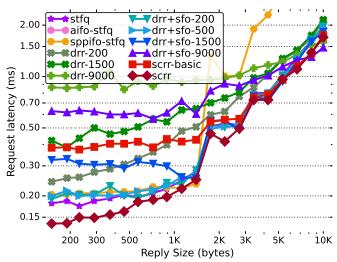 Request latency (ms)
2.00
1.50
1.00
0.70
0.50
0.40
0.30
0.20
0.15
stfq
aifo-stfq
sppifo-stfq
drr-200
drr-1500
drr-9000
drr+sfo-200
drr+sfo-500
drr+sfo-1500
drr+sfo-9000
scrr-basic
scrr
200 300 500 1K 2K 3K 5K 10K
Reply Size (bytes)